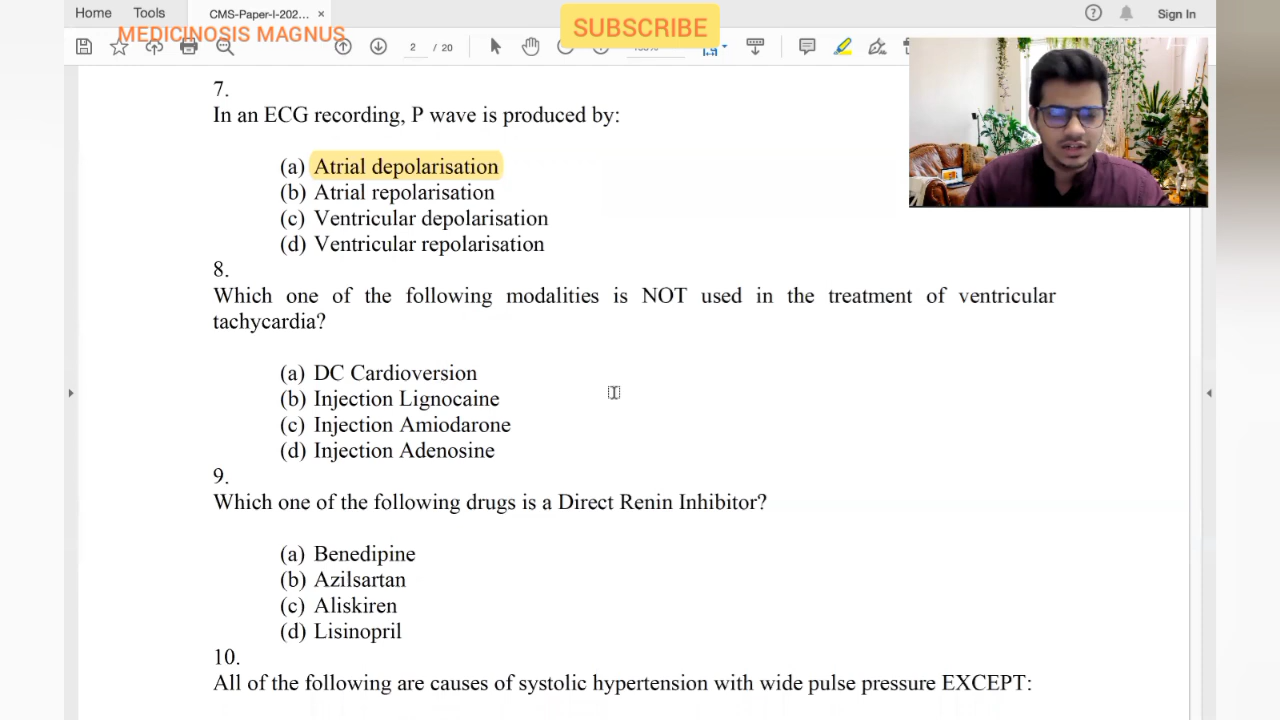 Home Tools CMS-Paper-I-202... × Sign In
MEDICINOSIS MAGNUS
SUBSCRIBE
2 / 20
7.
In an ECG recording, P wave is produced by:
(a) Atrial depolarisation
(b) Atrial repolarisation
(c) Ventricular depolarisation
(d) Ventricular repolarisation
8.
Which one of the following modalities is NOT used in the treatment of ventricular
tachycardia?
(a) DC Cardioversion
(b) Injection Lignocaine
(c) Injection Amiodarone
(d) Injection Adenosine
9.
Which one of the following drugs is a Direct Renin Inhibitor?
(a) Benedipine
(b) Azilsartan
(c) Aliskiren
(d) Lisinopril
10.
All of the following are causes of systolic hypertension with wide pulse pressure EXCEPT: